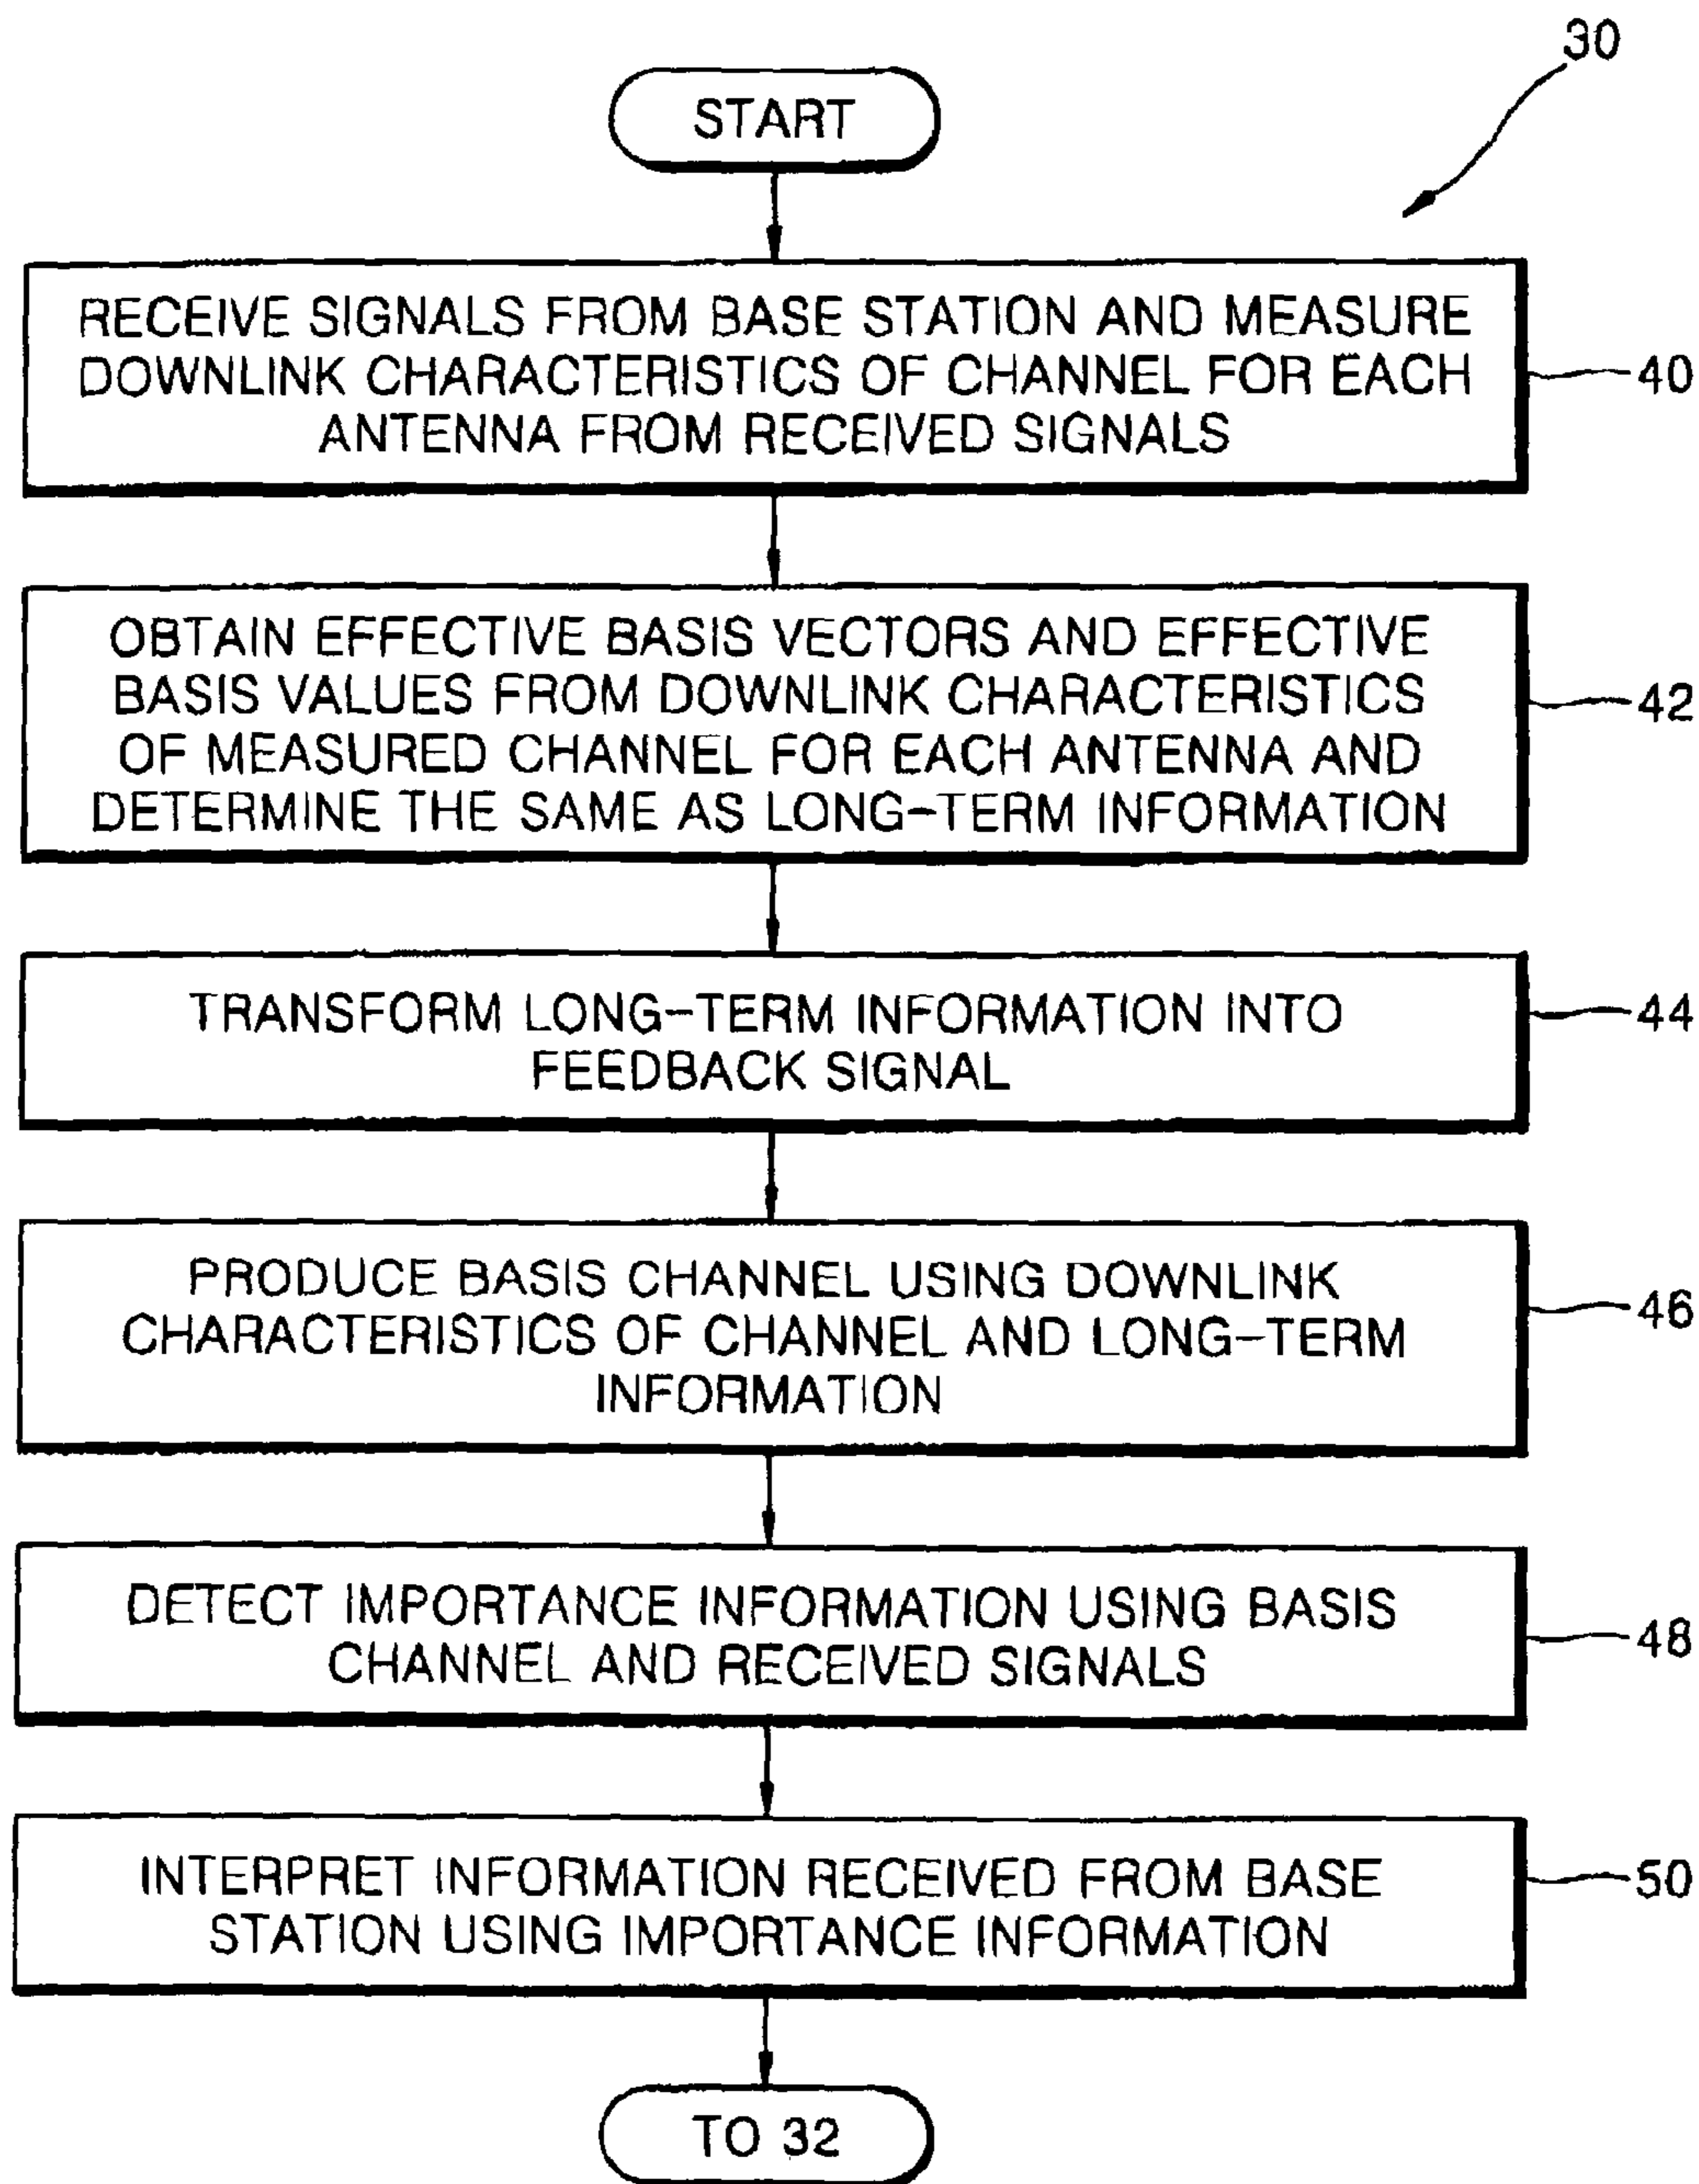 30
START
RECEIVE SIGNALS FROM BASE STATION AND MEASURE
DOWNLINK CHARACTERISTICS OF CHANNEL FOR EACH
ANTENNA FROM RECEIVED SIGNALS
40
OBTAIN EFFECTIVE BASIS VECTORS AND EFFECTIVE
BASIS VALUES FROM DOWNLINK CHARACTERISTICS
OF MEASURED CHANNEL FOR EACH ANTENNA AND
DETERMINE THE SAME AS LONG-TERM INFORMATION
42
TRANSFORM LONG-TERM INFORMATION INTO
FEEDBACK SIGNAL
44
PRODUCE BASIS CHANNEL USING DOWNLINK
CHARACTERISTICS OF CHANNEL AND LONG-TERM
INFORMATION
46
DETECT IMPORTANCE INFORMATION USING BASIS
CHANNEL AND RECEIVED SIGNALS
48
INTERPRET INFORMATION RECEIVED FROM BASE
STATION USING IMPORTANCE INFORMATION
50
TO 32